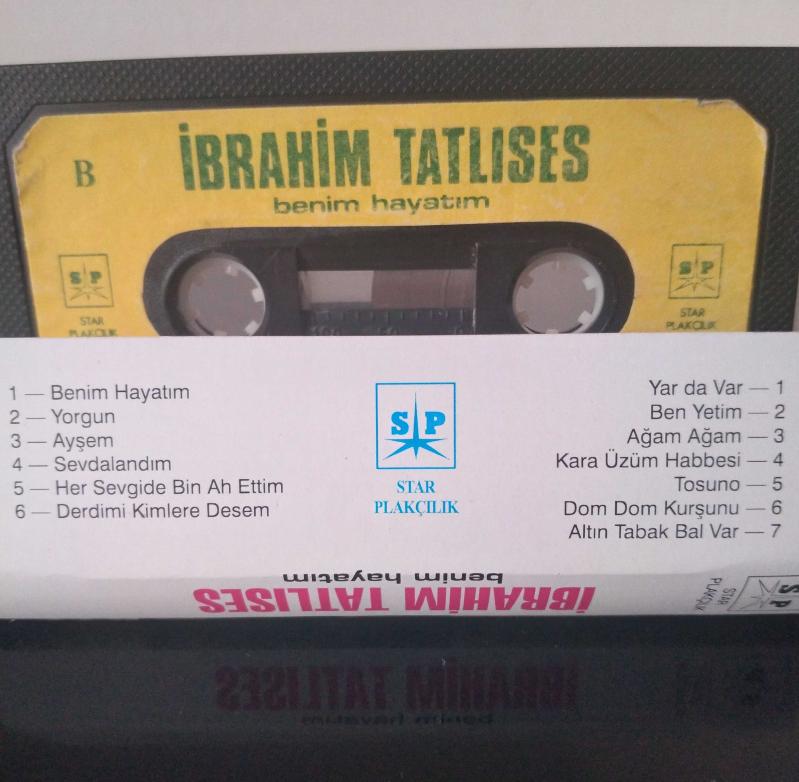 B
İBRAHİM TATLISES
benim hayatım
SP
STAR
PLAKÇILIK
SP
STAR
PLAKÇILIK
1 — Benim Hayatım
2 — Yorgun
3 — Ayşem
4 — Sevdalandım
5 — Her Sevgide Bin Ah Ettim
6 — Derdimi Kimlere Desem
SP
STAR
PLAKÇILIK
Yar da Var — 1
Ben Yetim — 2
Ağam Ağam — 3
Kara Üzüm Habbesi — 4
Tosuno — 5
Dom Dom Kurşunu — 6
Altın Tabak Bal Var — 7
İBRAHİM TATLISES
benim hayatım
SP
STAR
PLAKÇILIK